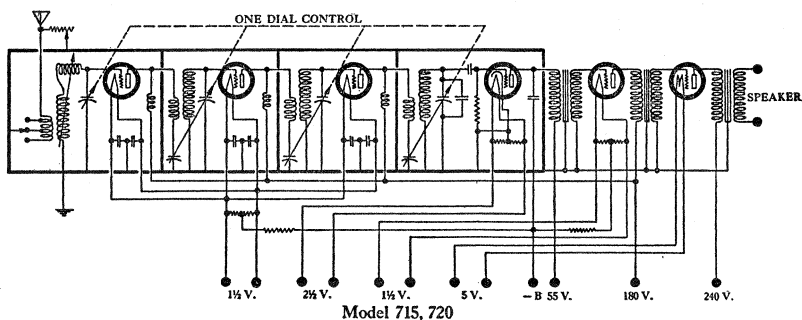 ONE DIAL CONTROL
SPEAKER
1½ V. 2½ V. 1½ V. 5 V. – B 55 V. 180 V. 240 V.
Model 715, 720